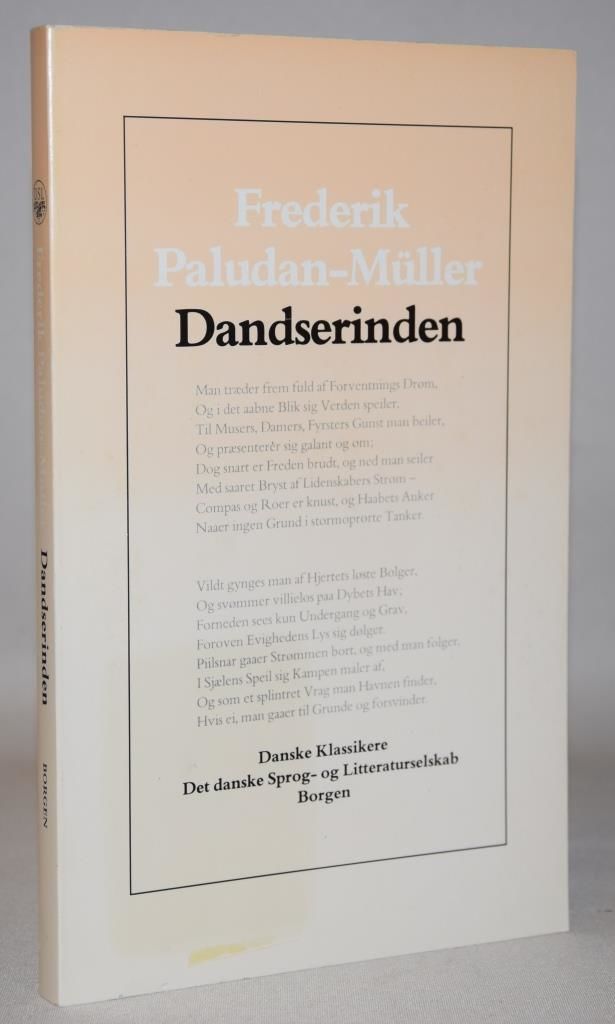 Frederik
Paludan-Müller
Dandserinden
Man træder frem fuld af Forventnings Drøm,
Og i det aabne Blik sig Verden speiler.
Til Musers, Damers, Fyrsters Gunst man beiler,
Og præsenterer sig galant og øm;
Dog snart er Freden brudt, og ned man seiler
Med saaret Bryst af Lidenskabers Strøm –
Compas og Roer er knust, og Haabets Anker
Naaer ingen Grund i stormoprørte Tanker.
Vildt gynges man af Hjertets løste Bølger,
Og svømmer villieløs paa Dybets Hav;
Forneden sees kun Undergang og Grav,
Foroven Evighedens Lys sig dølger.
Piilsnar gaaer Strømmen bort, og med man følger,
I Sjælens Speil sig Kampen maler af,
Og som et splintret Vrag man Havnen finder,
Hvis ei, man gaaer til Grunde og forsvinder.
Danske Klassikere
Det danske Sprog- og Litteraturselskab
Borgen
DSL
Frederik Paludan-Müller
Dandserinden
BORGEN